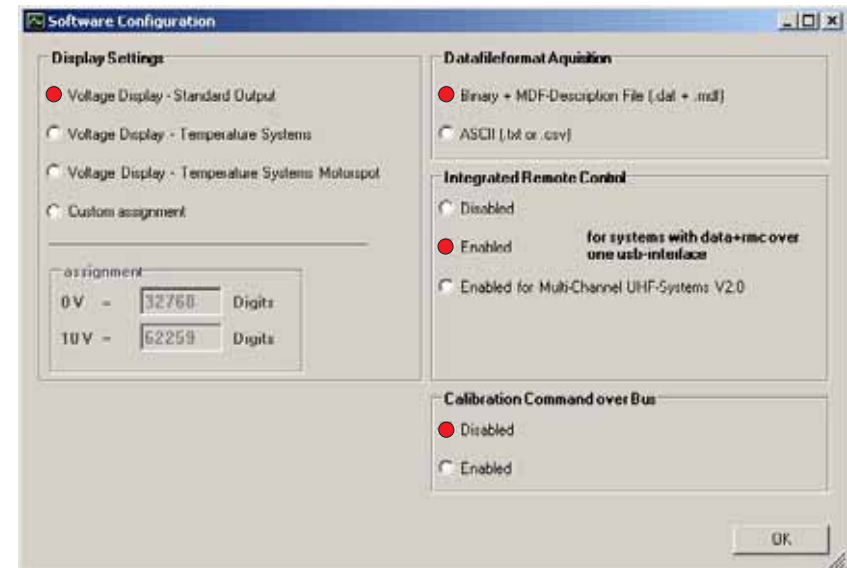 Software Configuration
Display Settings
Voltage Display - Standard Output
Voltage Display - Temperature Systems
Voltage Display - Temperature Systems Motorspot
Custom assignment
assignment
0 V = 32768 Digits
10 V = 62259 Digits
Datafileformat Aquisition
Binary + MDF-Description File (.dat + .mdf)
ASCII (.txt or .csv)
Integrated Remote Control
Disabled
Enabled
for systems with data+rmc over
one usb-interface
Enabled for Multi-Channel UHF-Systems V2.0
Calibration Command over Bus
Disabled
Enabled
OK